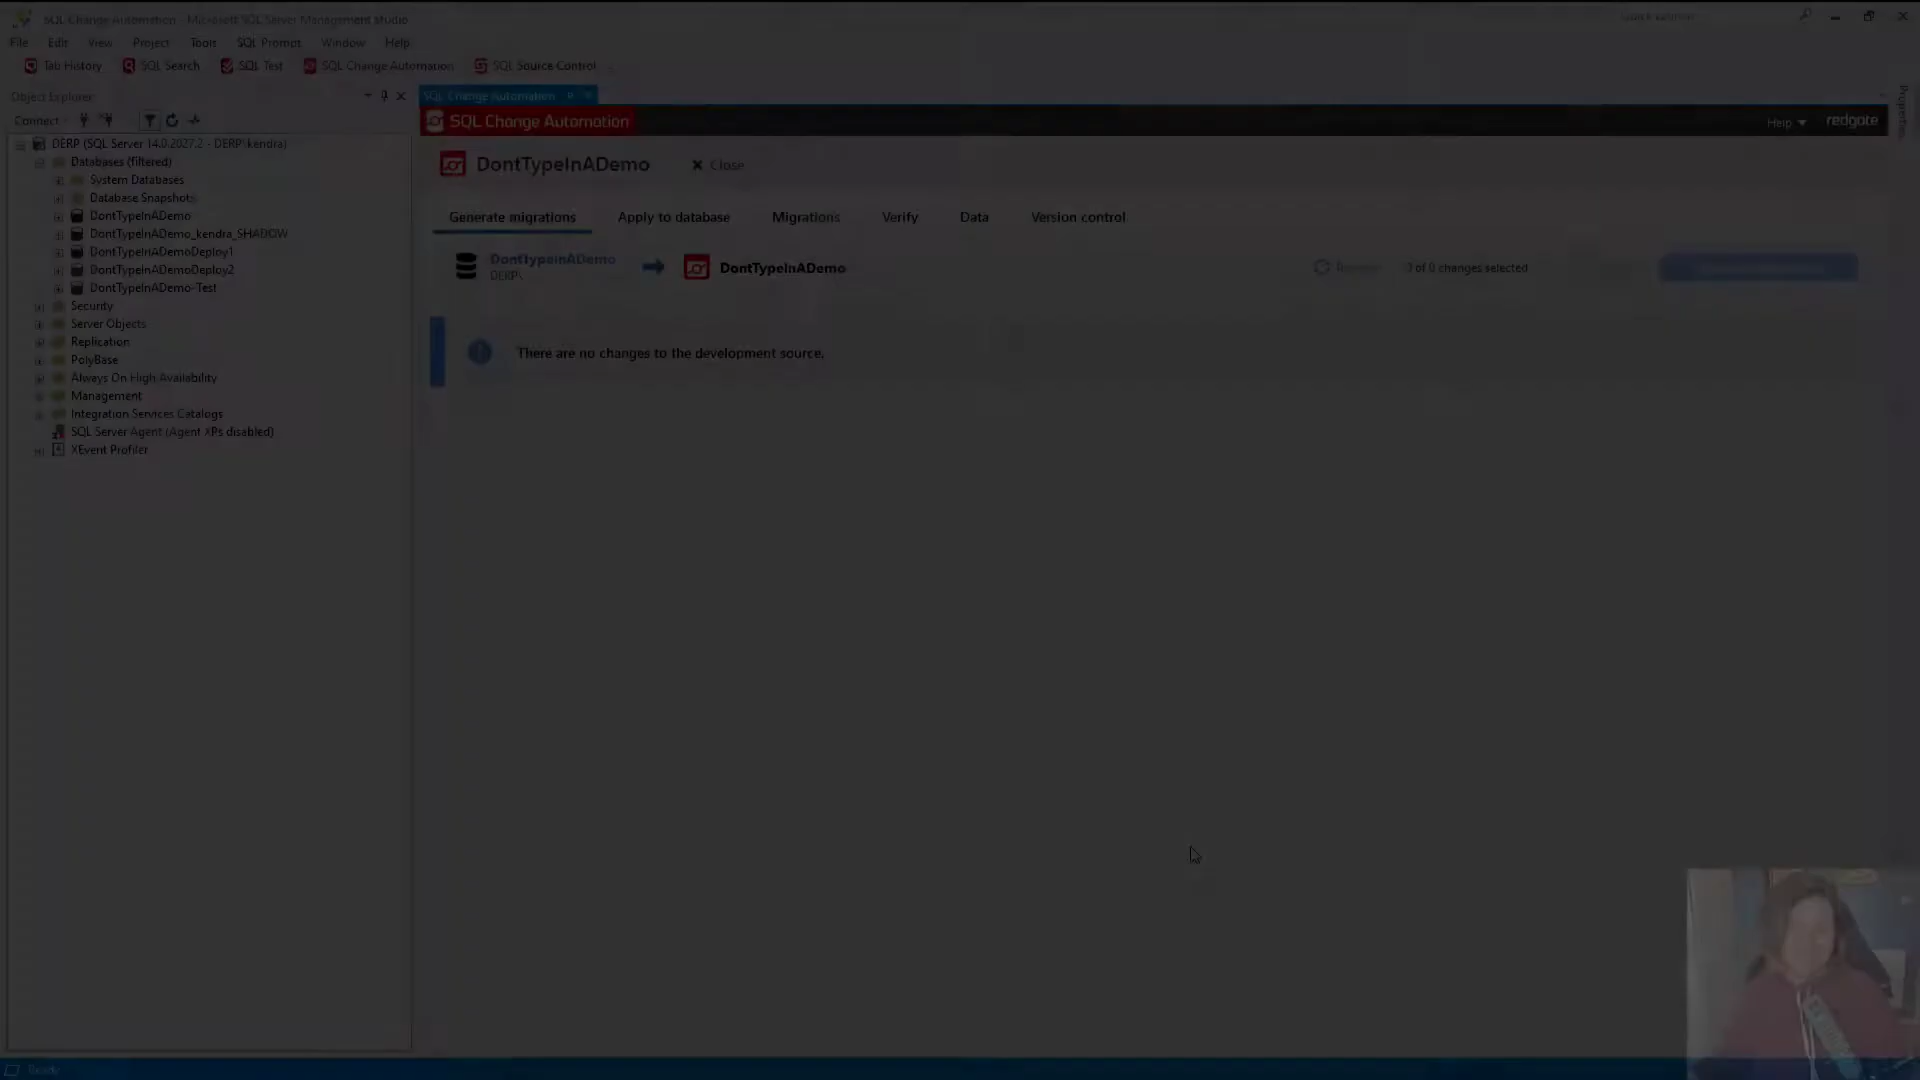 SQL Change Automation - Microsoft SQL Server Management Studio
File Edit View Project Tools SQL Prompt Window Help
Tab History SQL Search SQL Test SQL Change Automation SQL Source Control
Object Explorer
SQL Change Automation
Properties
Connect
SQL Change Automation
Help
redgate
DERP (SQL Server 14.0.2027.2 - DERP\kendra)
Databases (filtered)
System Databases
Database Snapshots
DontTypeInADemo
DontTypeInADemo_kendra_SHADOW
DontTypeInADemoDeploy1
DontTypeInADemoDeploy2
DontTypeInADemo-Test
Security
Server Objects
Replication
PolyBase
Always On High Availability
Management
Integration Services Catalogs
SQL Server Agent (Agent XPs disabled)
XEvent Profiler
DontTypeInADemo
Close
Generate migrations Apply to database Migrations Verify Data Version control
DontTypeInADemo
DERP\
DontTypeInADemo
of 0 changes selected
There are no changes to the development source.
Ready